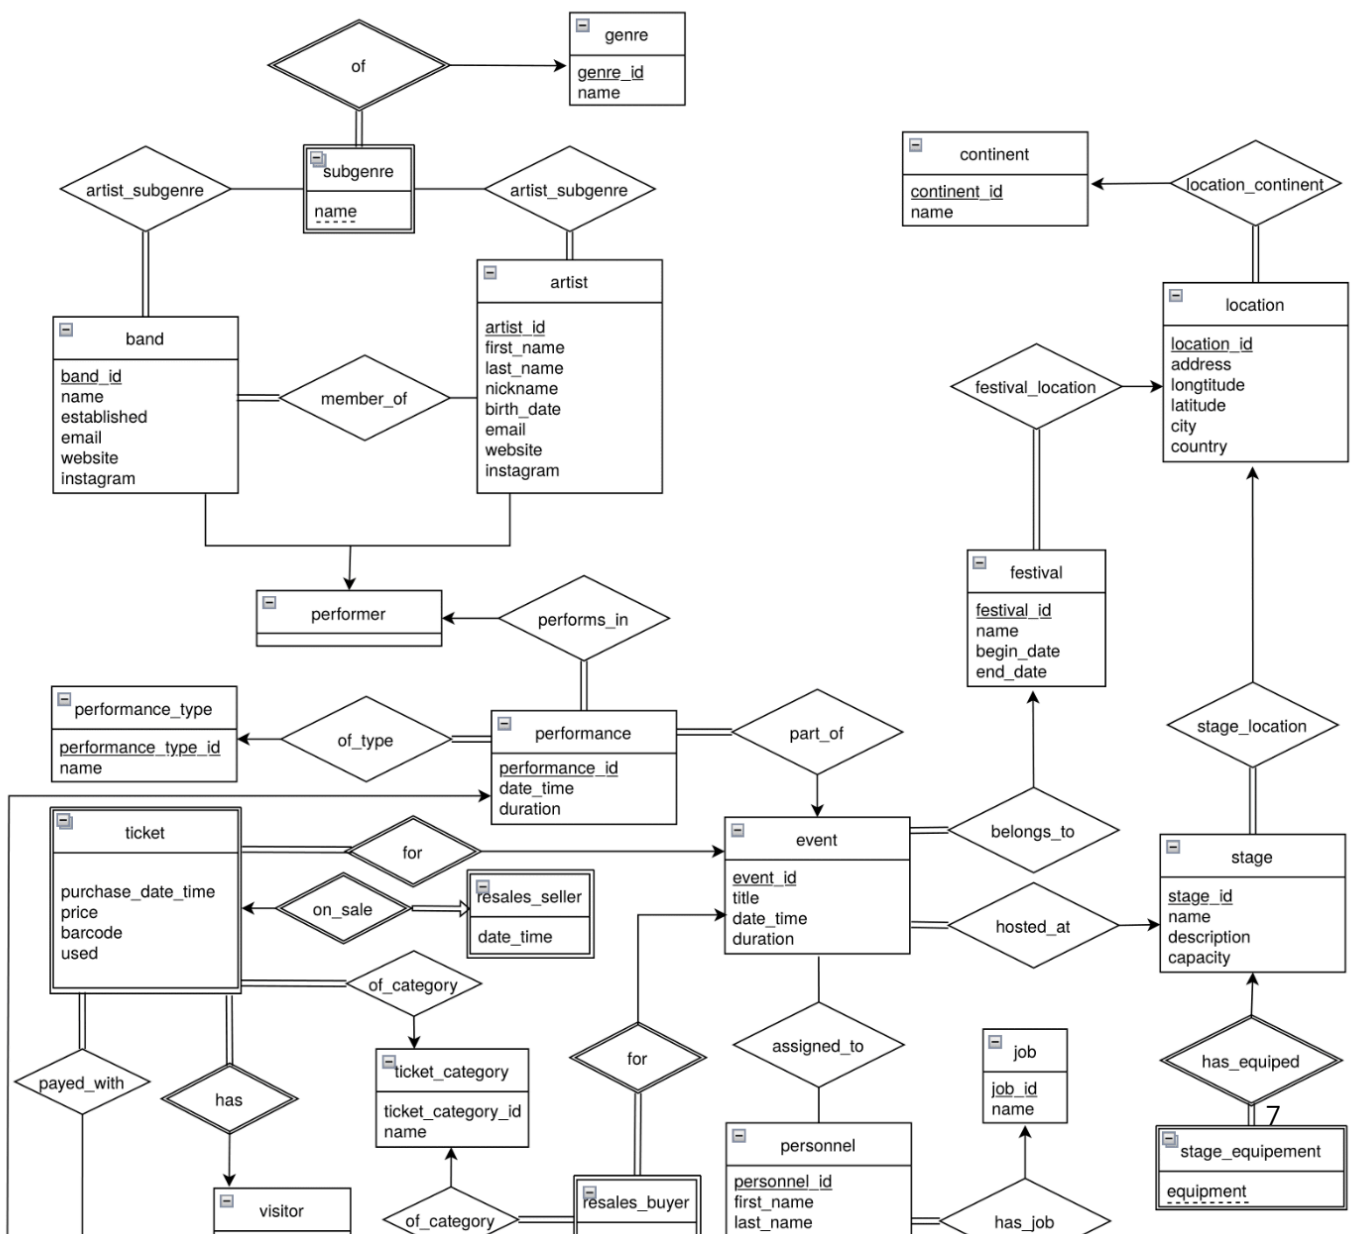 of
genre
genre_id
name
subgenre
name
artist_subgenre
artist_subgenre
continent
continent_id
name
location_continent
band
band_id
name
established
email
website
instagram
member_of
artist
artist_id
first_name
last_name
nickname
birth_date
email
website
instagram
location
location_id
address
longtitude
latitude
city
country
festival_location
festival
festival_id
name
begin_date
end_date
performer
performs_in
performance_type
performance_type_id
name
of_type
performance
performance_id
date_time
duration
part_of
stage_location
belongs_to
ticket
purchase_date_time
price
barcode
used
for
on_sale
resales_seller
date_time
event
event_id
title
date_time
duration
hosted_at
stage
stage_id
name
description
capacity
of_category
payed_with
has
ticket_category
ticket_category_id
name
for
assigned_to
job
job_id
name
has_equiped
7
stage_equipement
equipment
visitor
of_category
resales_buyer
personnel
personnel_id
first_name
last_name
has_job